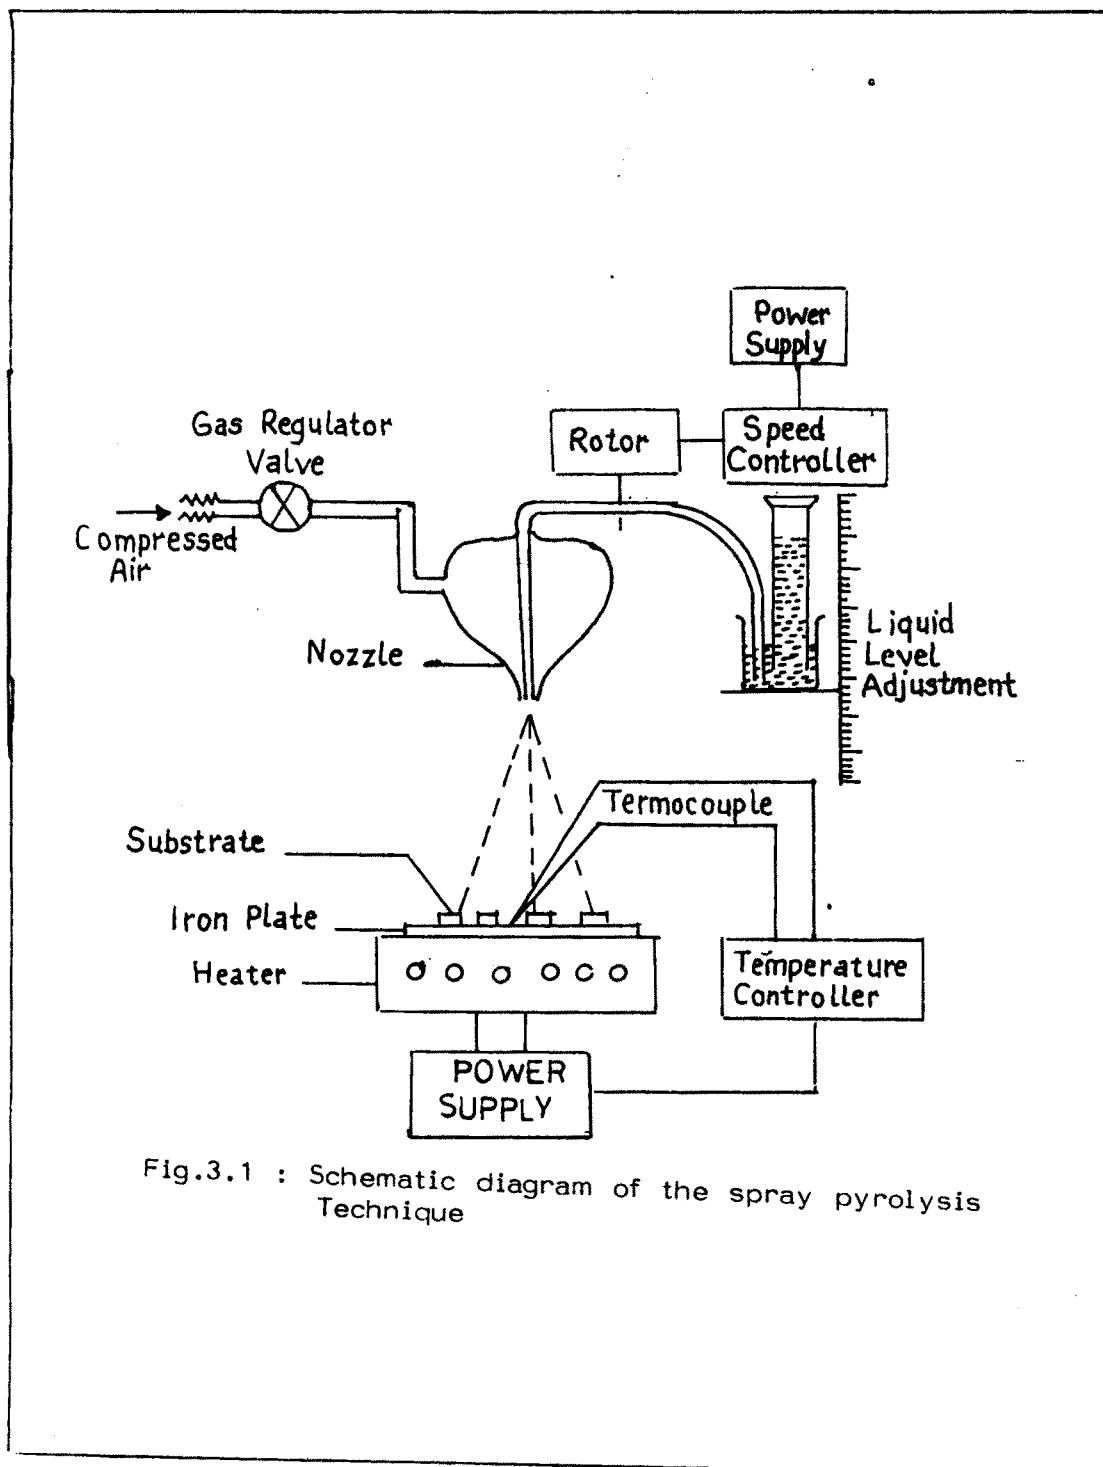 Power
Supply
Gas Regulator
Valve
Rotor
Speed
Controller
Compressed
Air
Nozzle
Liquid
Level
Adjustment
Termocouple
Substrate
Iron Plate
Heater
Temperature
Controller
POWER
SUPPLY
Fig.3.1 : Schematic diagram of the spray pyrolysis
Technique